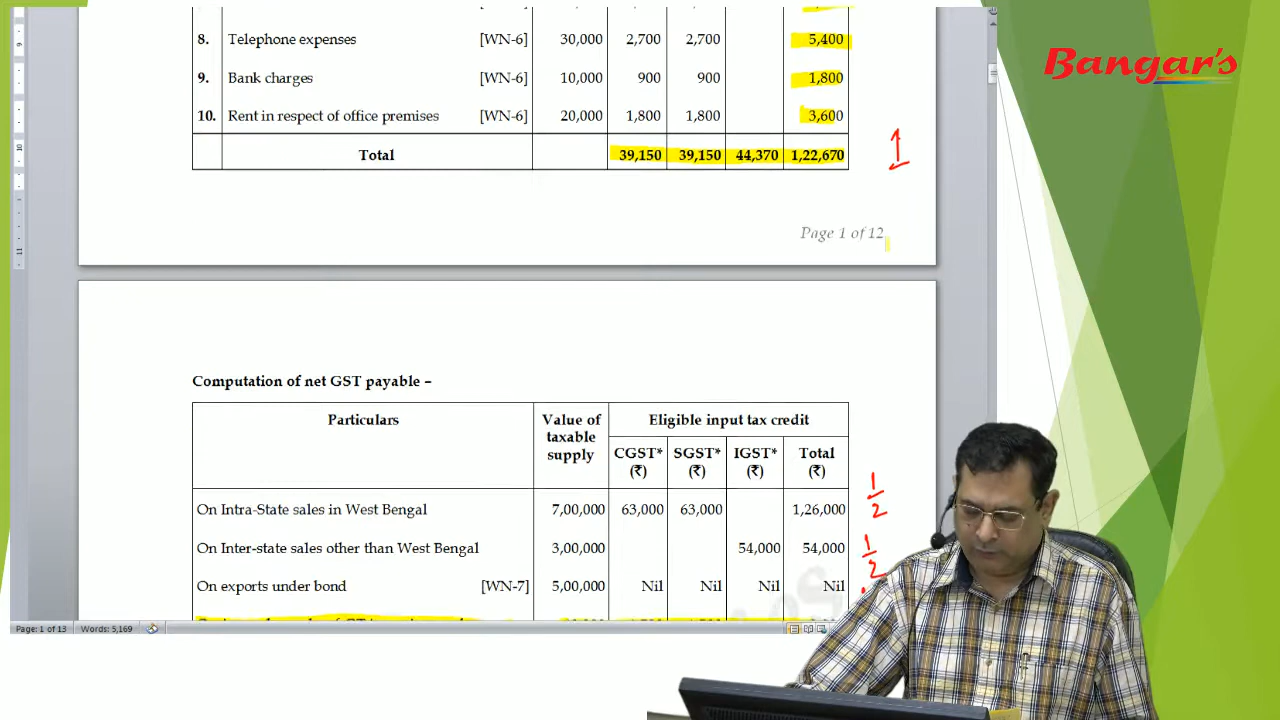 8. Telephone expenses [WN-6] 30,000 2,700 2,700 5,400
9. Bank charges [WN-6] 10,000 900 900 1,800
10. Rent in respect of office premises [WN-6] 20,000 1,800 1,800 3,600
Total 39,150 39,150 44,370 1,22,670
1
Page 1 of 12
Bangar's
Computation of net GST payable –
Particulars Value of taxable supply Eligible input tax credit
CGST* (₹) SGST* (₹) IGST* (₹) Total (₹)
On Intra-State sales in West Bengal 7,00,000 63,000 63,000 1,26,000
1/2
On Inter-state sales other than West Bengal 3,00,000 54,000 54,000
1/2
On exports under bond [WN-7] 5,00,000 Nil Nil Nil Nil
Page: 1 of 13 Words: 5,169